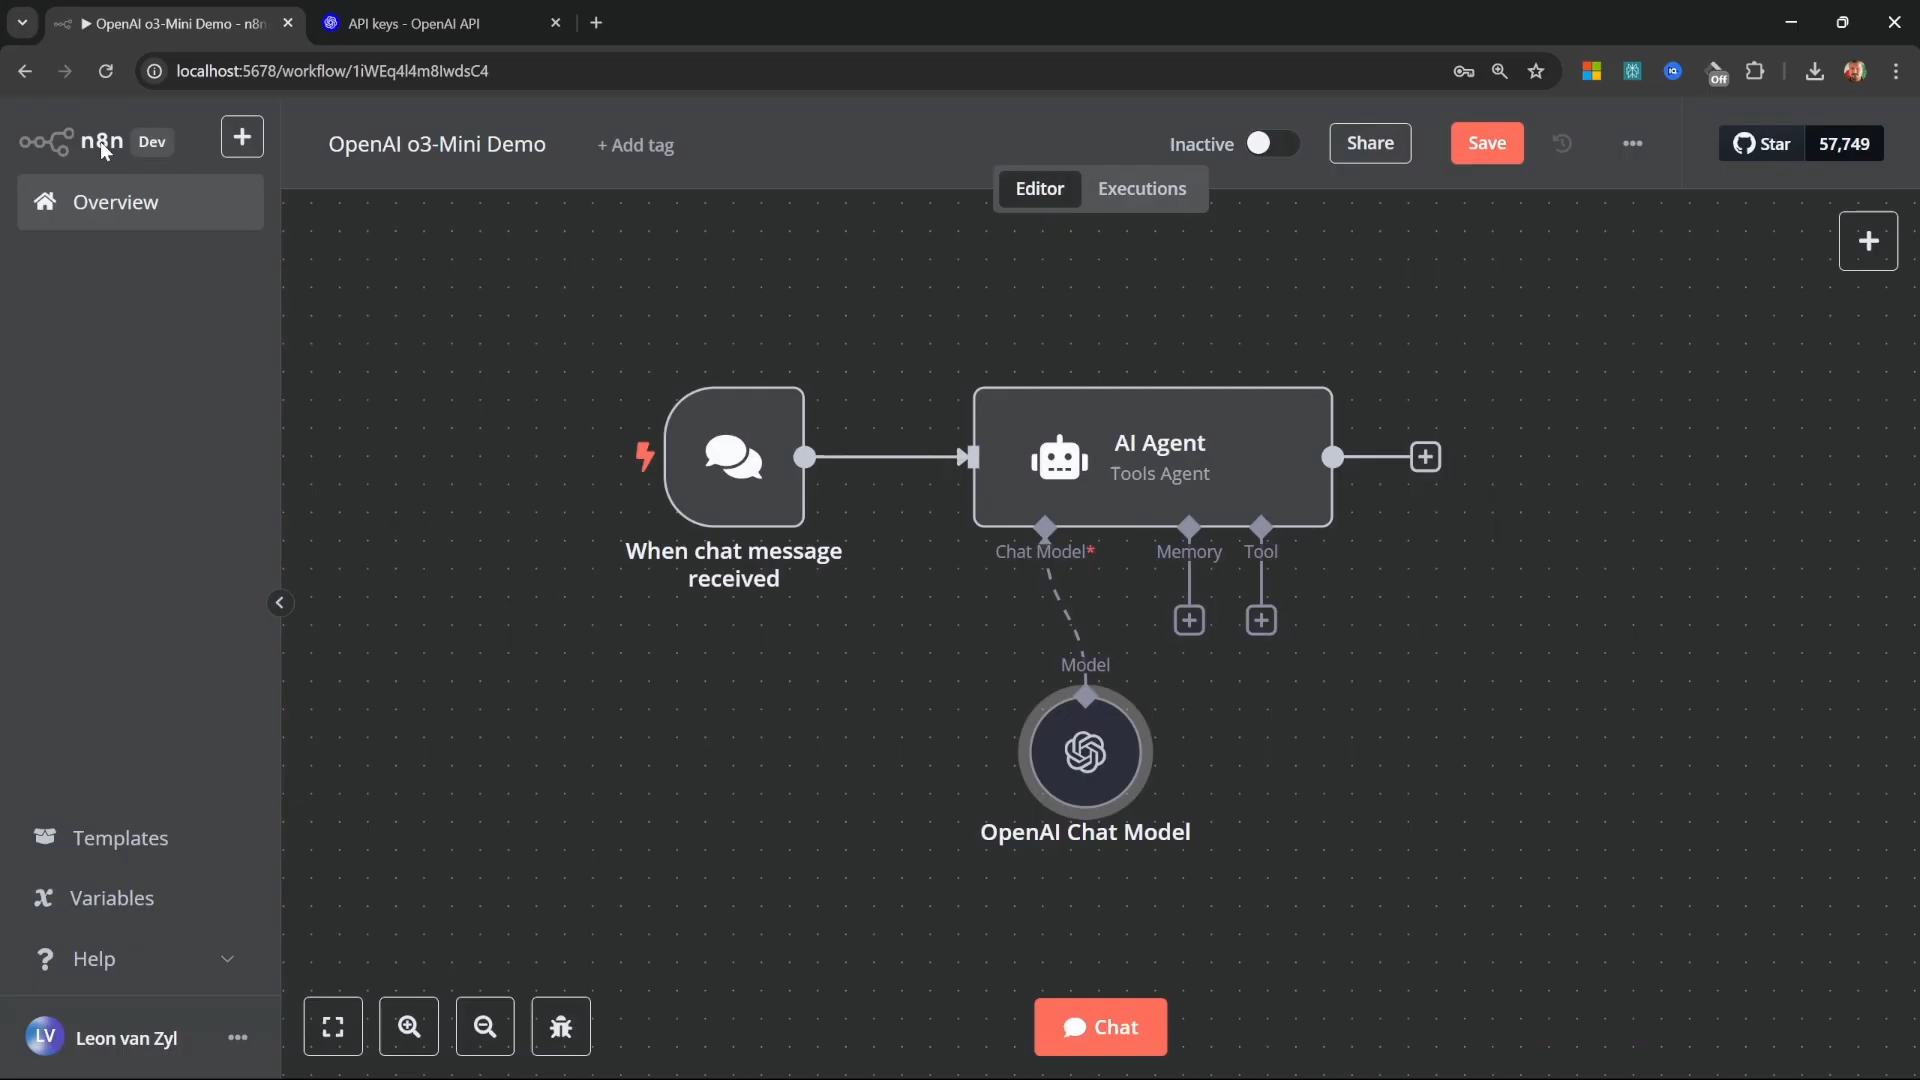 ▶ OpenAI o3-Mini Demo - n8n
API keys - OpenAI API
localhost:5678/workflow/1iWEq4l4m8lwdsC4
Off
n8n
Dev
OpenAI o3-Mini Demo
+ Add tag
Inactive
Share
Save
Star
57,749
Editor
Executions
Overview
AI Agent
Tools Agent
When chat message
received
Chat Model*
Memory
Tool
Model
OpenAI Chat Model
Templates
Variables
Help
LV
Leon van Zyl
Chat